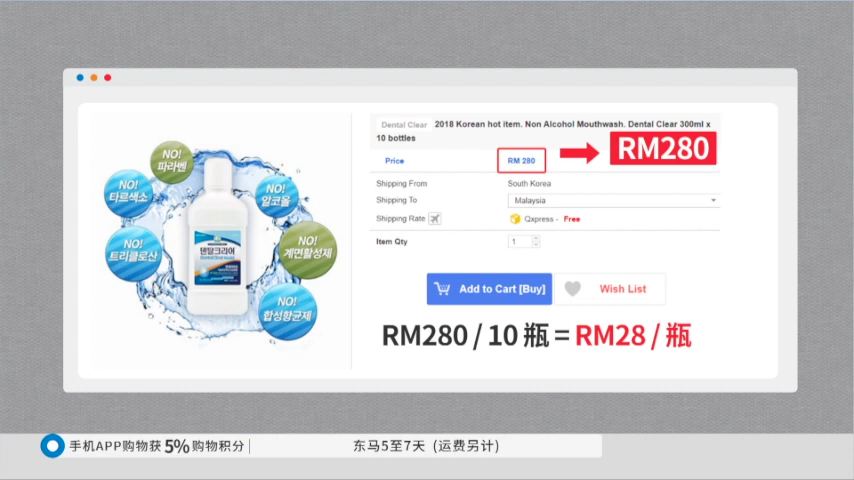 NO!
파라벤
NO!
타르색소
NO!
알코올
NO!
트리클로산
NO!
계면활성제
NO!
합성항균제
덴탈크리어
Dental Clear 2018 Korean hot item. Non Alcohol Mouthwash. Dental Clear 300ml x
10 bottles
Price RM 280 RM280
Shipping From South Korea
Shipping To Malaysia
Shipping Rate Qxpress - Free
Item Qty 1
Add to Cart [Buy] Wish List
RM280 / 10 瓶 = RM28 / 瓶
手机APP购物获 5% 购物积分 东马5至7天 (运费另计)